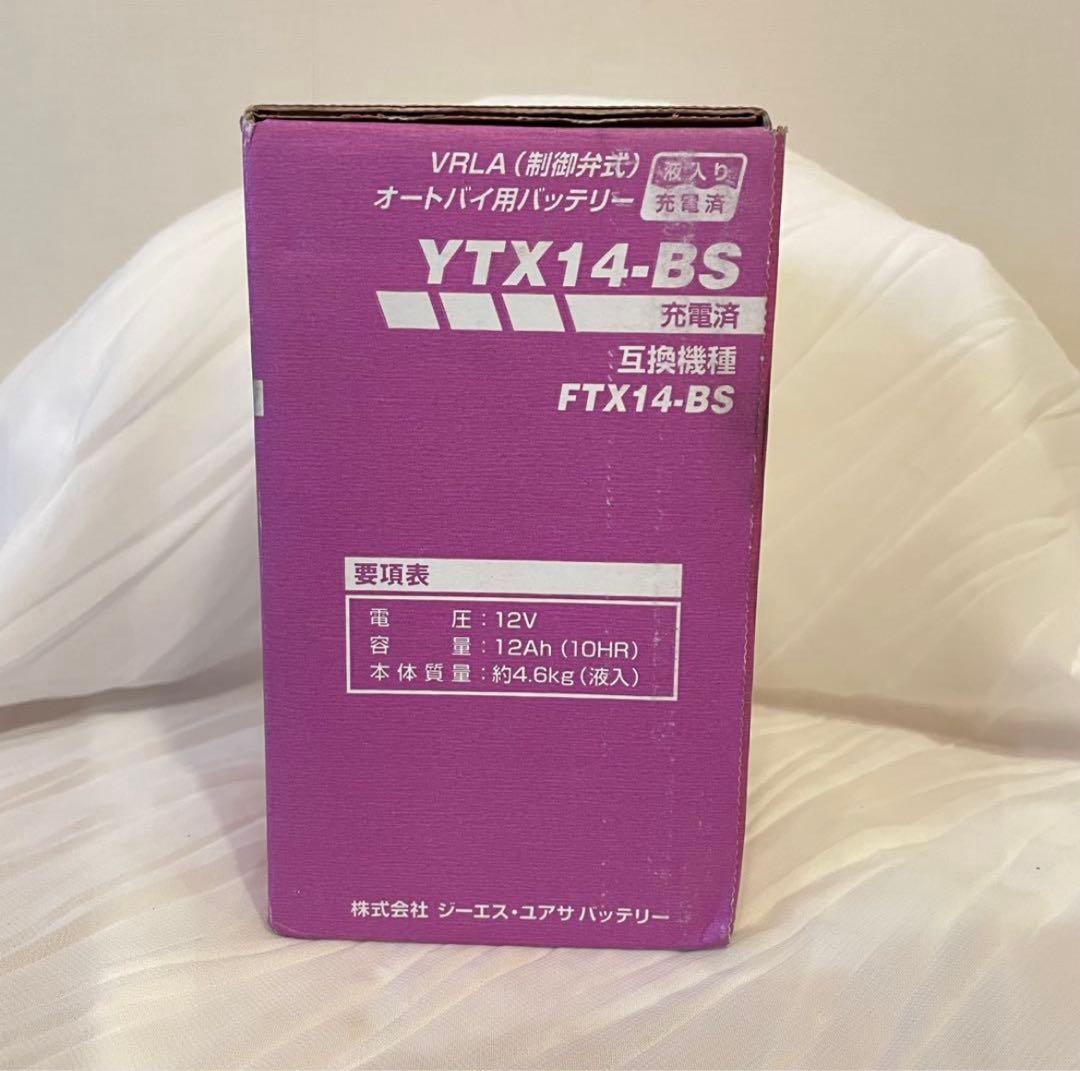 VRLA（制御弁式）
オートバイ用バッテリー
液入り
充電済
YTX14-BS
充電済
互換機種
FTX14-BS
要項表
電　　圧：12V
容　　量：12Ah（10HR）
本体質量：約4.6kg（液入）
株式会社 ジーエス・ユアサ バッテリー